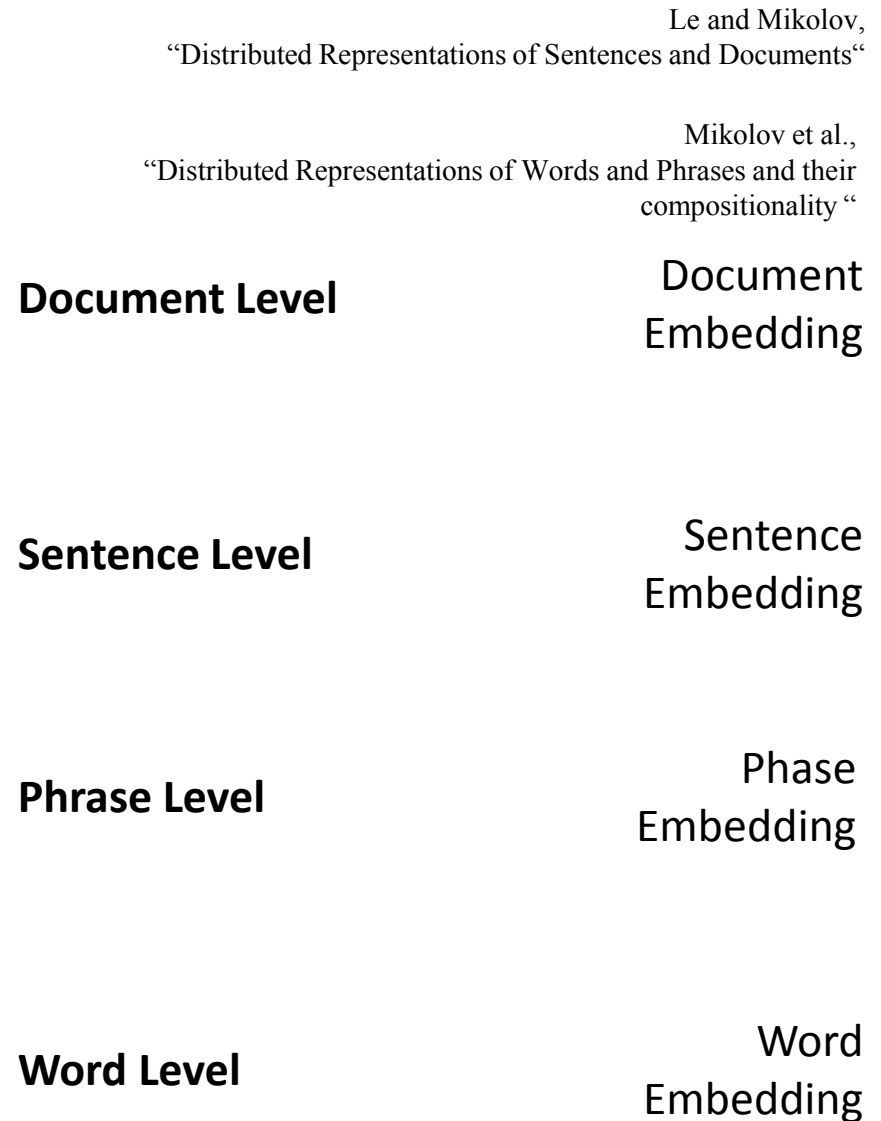 Le and Mikolov,
“Distributed Representations of Sentences and Documents“
Mikolov et al.,
“Distributed Representations of Words and Phrases and their
compositionality “
Document Level
Document
Embedding
Sentence Level
Sentence
Embedding
Phrase Level
Phase
Embedding
Word Level
Word
Embedding